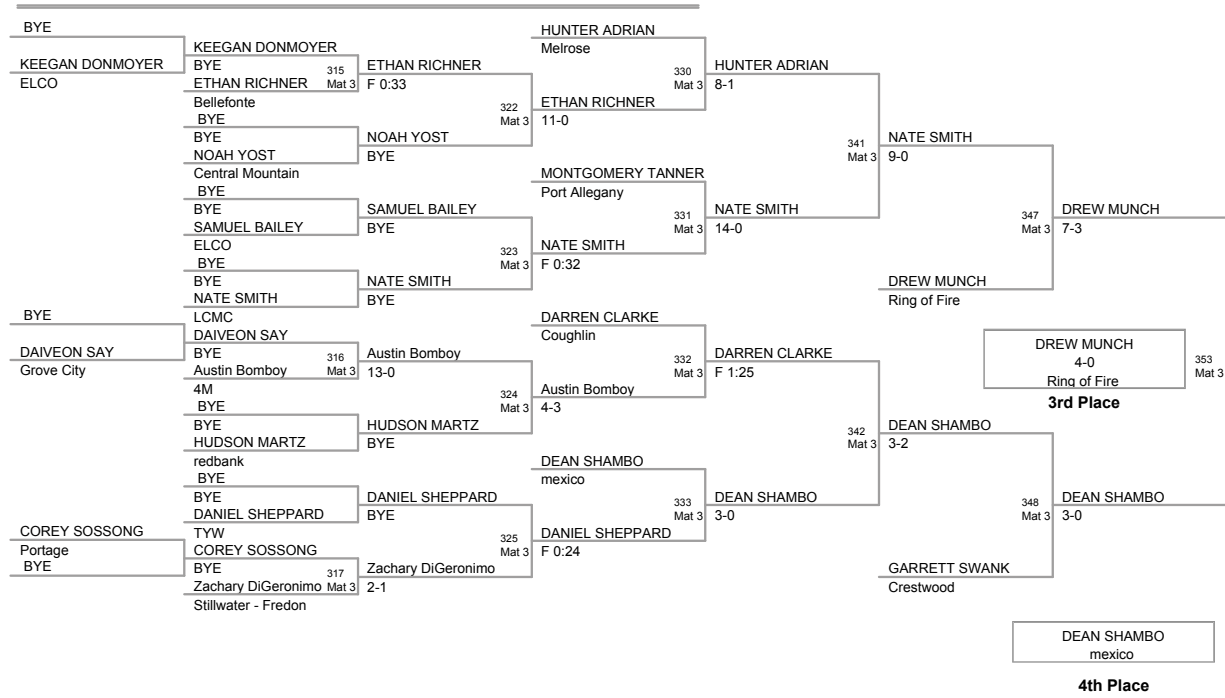 BYE
KEEGAN DONMOYER
ELCO
BYE
DAIVEON SAY
Grove City
COREY SOSSONG
Portage
BYE
KEEGAN DONMOYER
BYE
315
Mat 3
ETHAN RICHNER
Bellefonte
BYE
BYE
NOAH YOST
Central Mountain
BYE
BYE
SAMUEL BAILEY
ELCO
BYE
BYE
NATE SMITH
LCMC
DAIVEON SAY
BYE
316
Mat 3
Austin Bomboy
4M
BYE
BYE
HUDSON MARTZ
redbank
BYE
BYE
DANIEL SHEPPARD
TYW
COREY SOSSONG
BYE
317
Mat 3
Zachary DiGeronimo
Stillwater - Fredon
ETHAN RICHNER
F 0:33
322
Mat 3
NOAH YOST
BYE
SAMUEL BAILEY
BYE
323
Mat 3
NATE SMITH
BYE
Austin Bomboy
13-0
324
Mat 3
HUDSON MARTZ
BYE
DANIEL SHEPPARD
BYE
325
Mat 3
Zachary DiGeronimo
2-1
HUNTER ADRIAN
Melrose
330
Mat 3
ETHAN RICHNER
11-0
MONTGOMERY TANNER
Port Allegany
331
Mat 3
NATE SMITH
F 0:32
DARREN CLARKE
Coughlin
332
Mat 3
Austin Bomboy
4-3
DEAN SHAMBO
mexico
333
Mat 3
DANIEL SHEPPARD
F 0:24
HUNTER ADRIAN
8-1
341
Mat 3
NATE SMITH
14-0
DARREN CLARKE
F 1:25
342
Mat 3
DEAN SHAMBO
3-0
NATE SMITH
9-0
347
Mat 3
DREW MUNCH
Ring of Fire
DEAN SHAMBO
3-2
348
Mat 3
GARRETT SWANK
Crestwood
DREW MUNCH
7-3
DREW MUNCH
4-0
Ring of Fire
353
Mat 3
3rd Place
DEAN SHAMBO
3-0
DEAN SHAMBO
mexico
4th Place